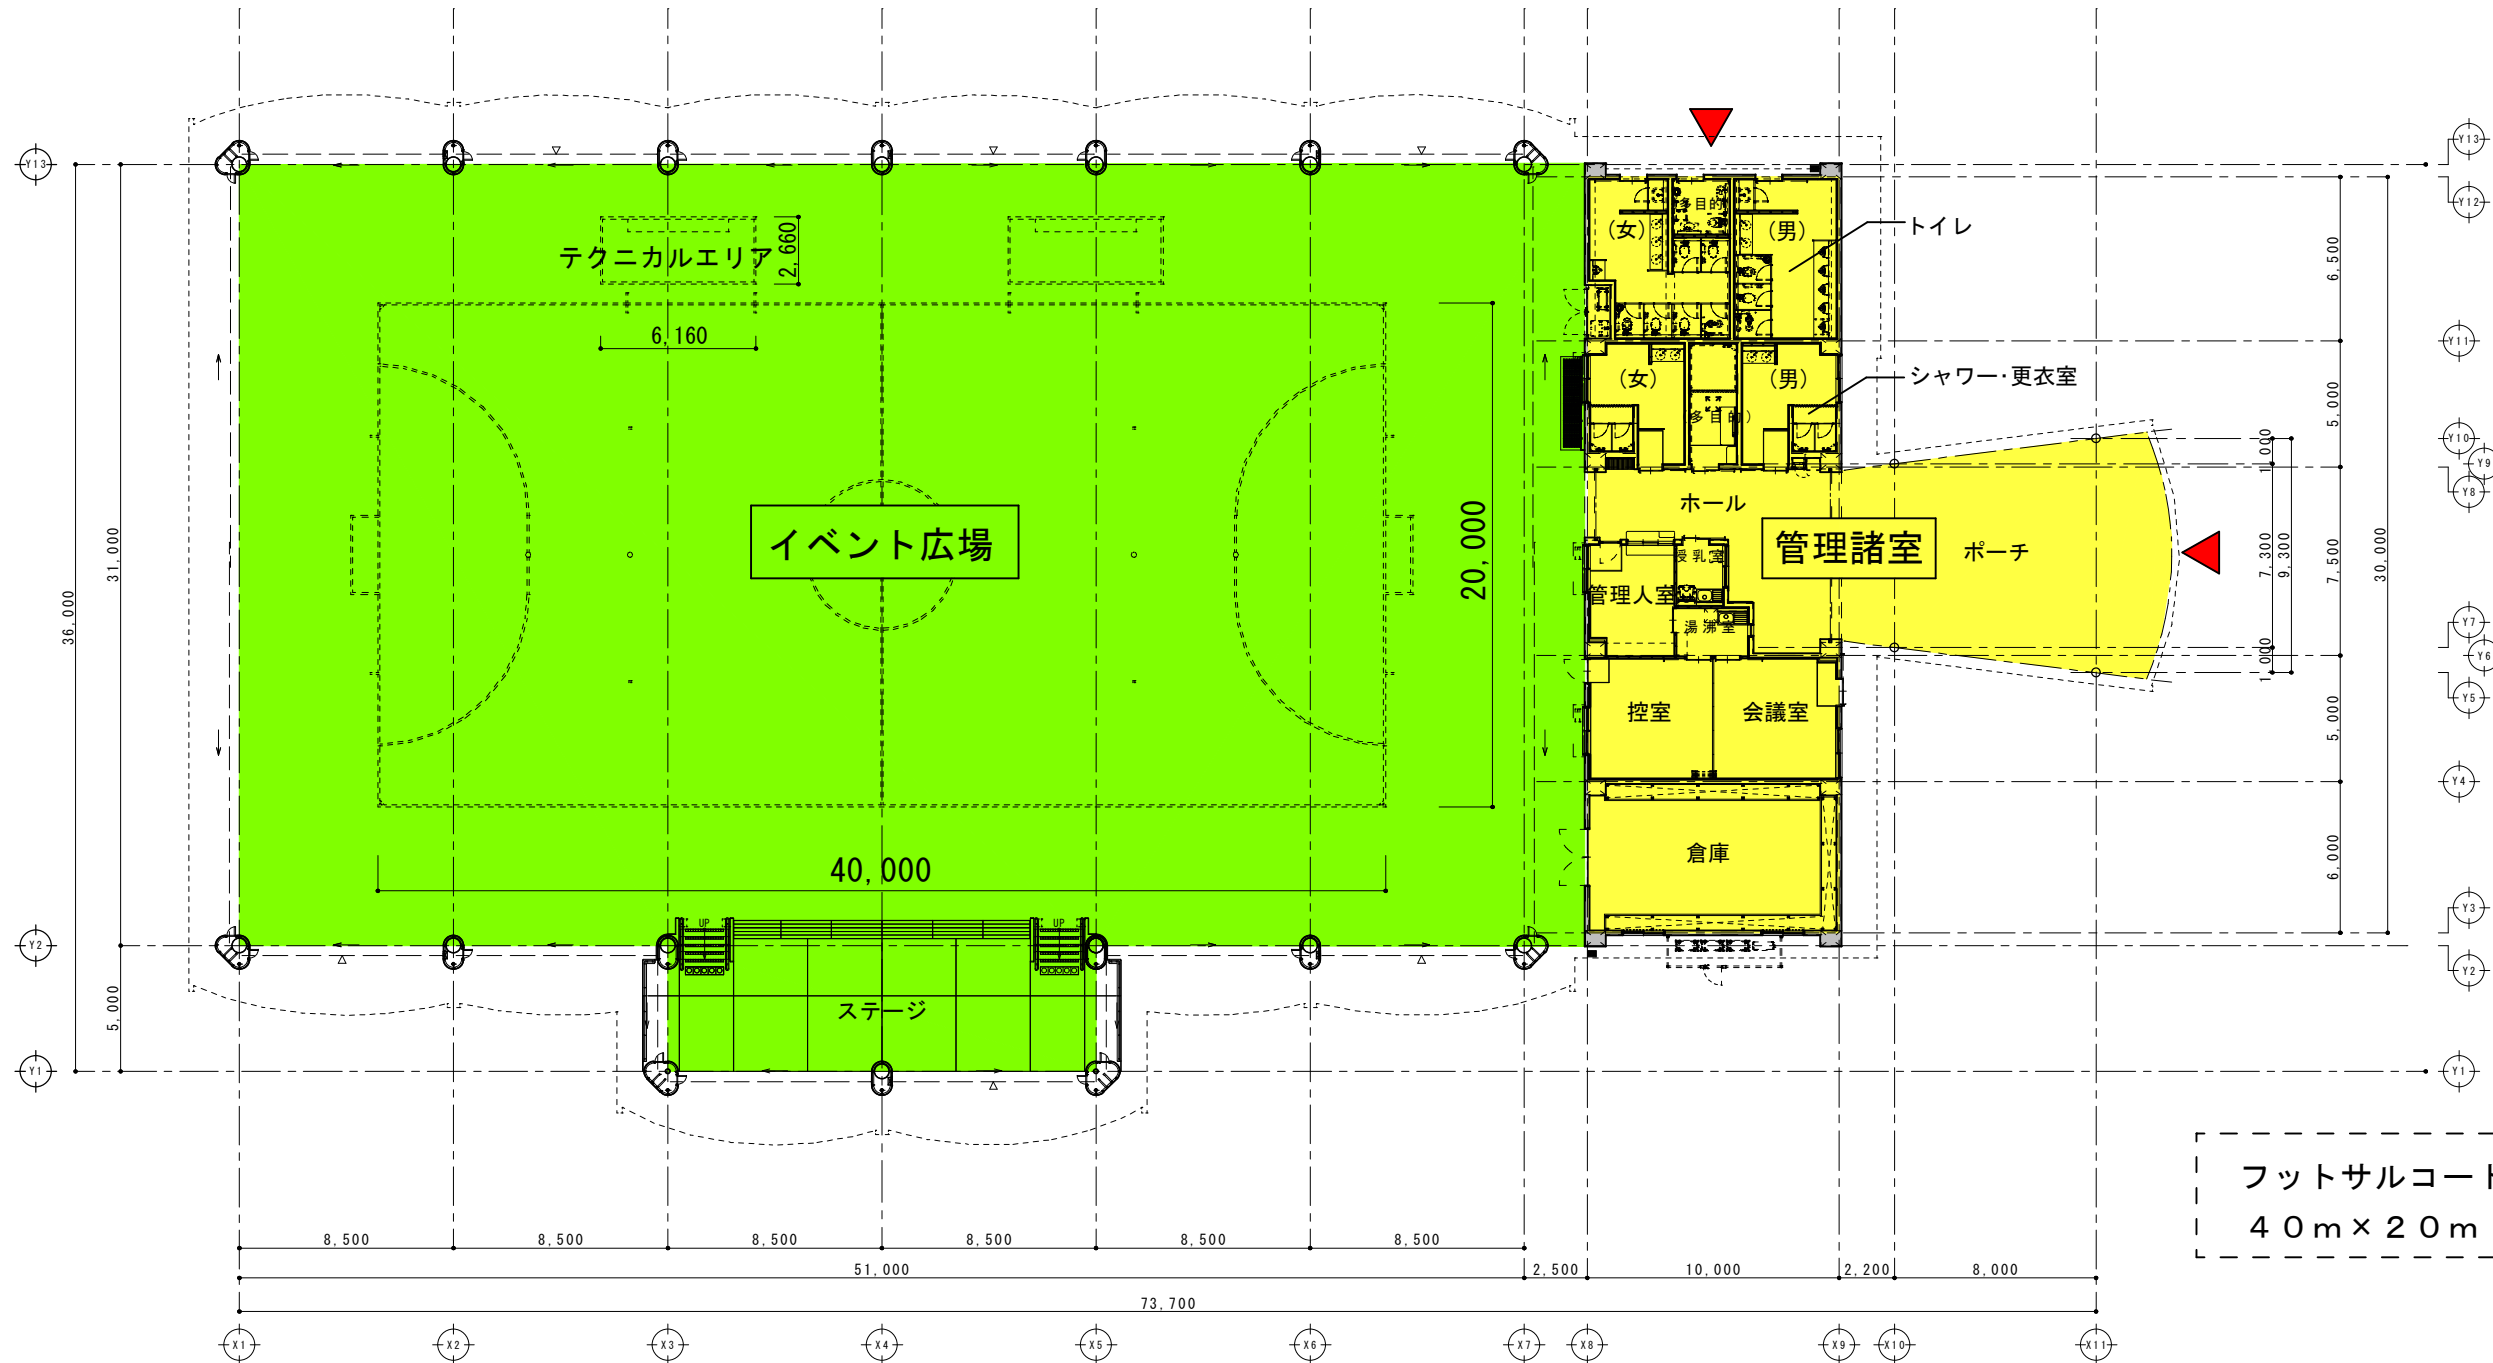 Y13
Y13
Y12
(女)
多目的
(男)
トイレ
テクニカルエリア
2,660
6,500
6,160
Y11
(女)
(男)
シャワー・更衣室
多目的)
5,000
Y10
1,000
Y9
Y8
ホール
イベント広場
20,000
管理諸室
ポーチ
授乳室
管理人室
湯沸室
31,000
36,000
7,300
9,300
7,500
30,000
Y7
Y6
1,000
Y5
控室
会議室
5,000
Y4
倉庫
6,000
40,000
Y3
UP
UP
Y2
Y2
ステージ
5,000
Y1
Y1
フットサルコート
40m×20m
8,500
8,500
8,500
8,500
8,500
8,500
51,000
2,500
10,000
2,200
8,000
73,700
X1
X2
X3
X4
X5
X6
X7
X8
X9
X10
X11